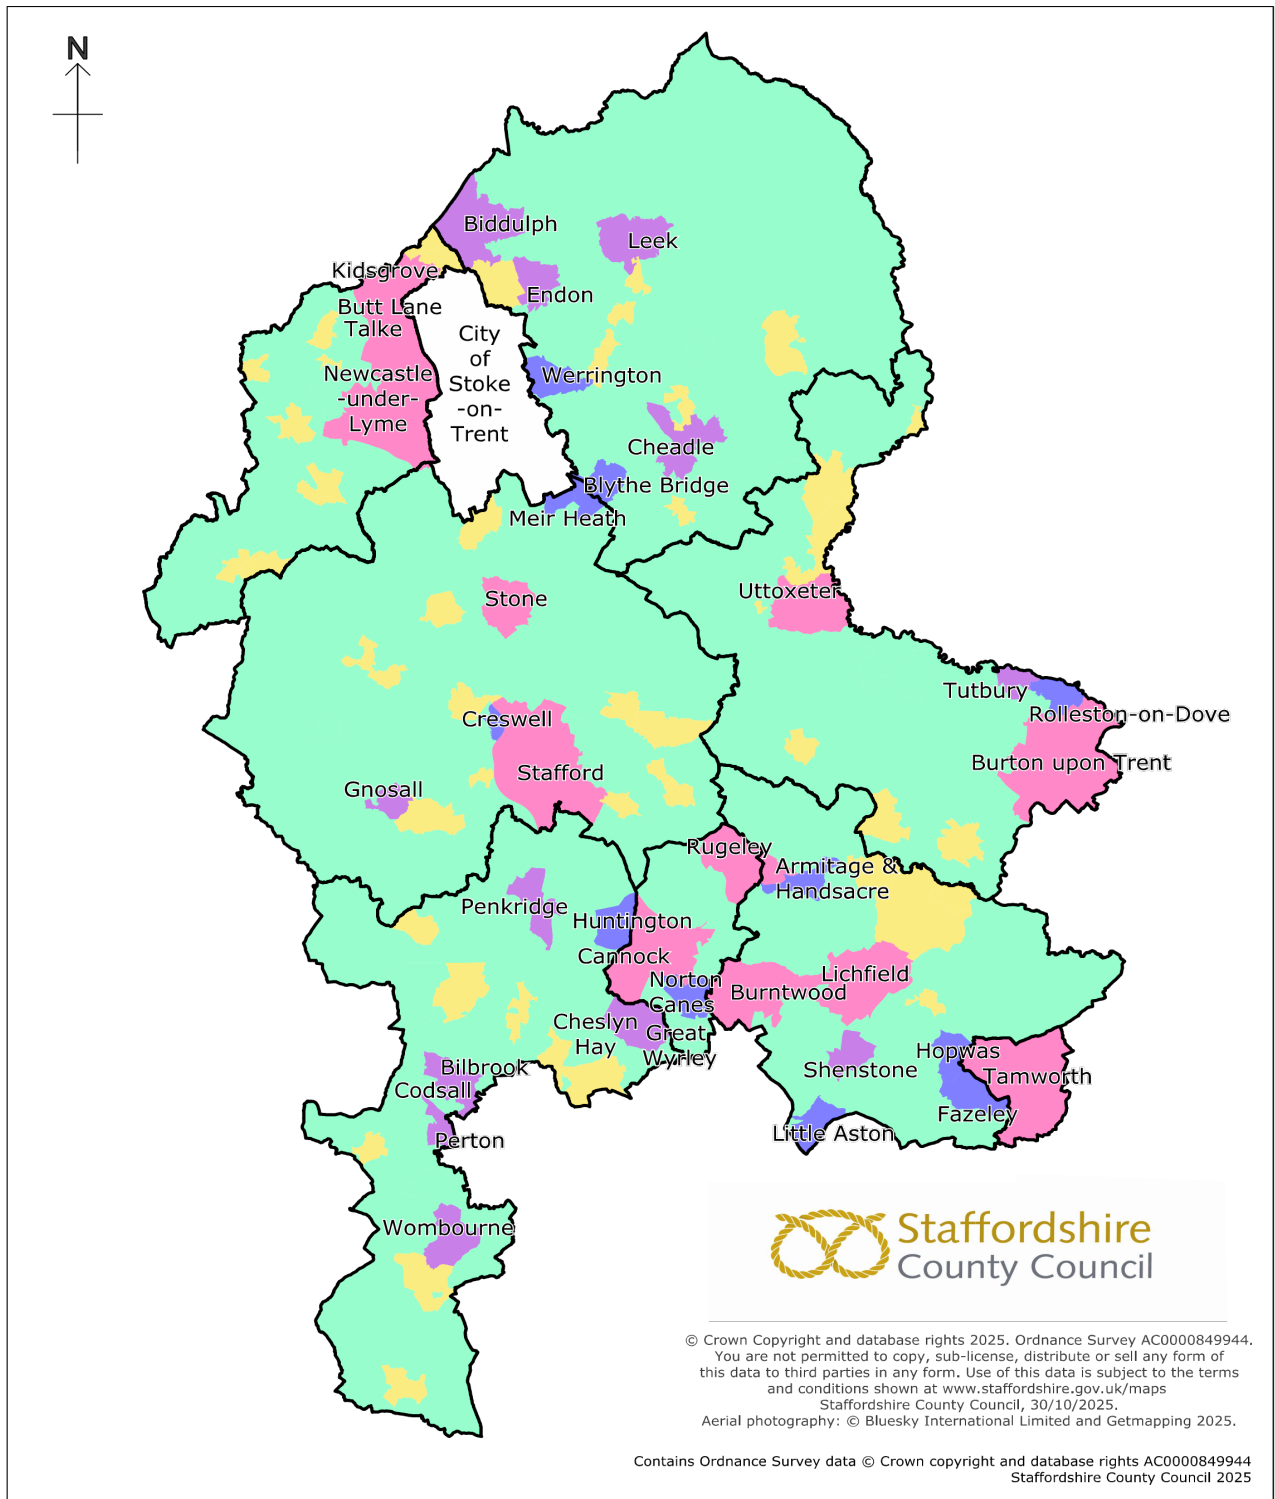 N
Biddulph
Leek
Kidsgrove
Endon
Butt Lane
Talke
City
of
Stoke
-on-
Trent
Newcastle
-under-
Lyme
Werrington
Cheadle
Blythe Bridge
Meir Heath
Uttoxeter
Stone
Tutbury
Rolleston-on-Dove
Creswell
Burton upon Trent
Stafford
Gnosall
Rugeley
Armitage &
Handsacre
Penkridge
Huntington
Cannock
Lichfield
Norton
Canes
Burntwood
Cheslyn
Hay
Great
Wyrley
Hopwas
Shenstone
Tamworth
Bilbrook
Codsall
Fazeley
Little Aston
Perton
Wombourne
Staffordshire
County Council
© Crown Copyright and database rights 2025. Ordnance Survey AC0000849944.
You are not permitted to copy, sub-license, distribute or sell any form of
this data to third parties in any form. Use of this data is subject to the terms
and conditions shown at www.staffordshire.gov.uk/maps
Staffordshire County Council, 30/10/2025.
Aerial photography: © Bluesky International Limited and Getmapping 2025.
Contains Ordnance Survey data © Crown copyright and database rights AC0000849944
Staffordshire County Council 2025